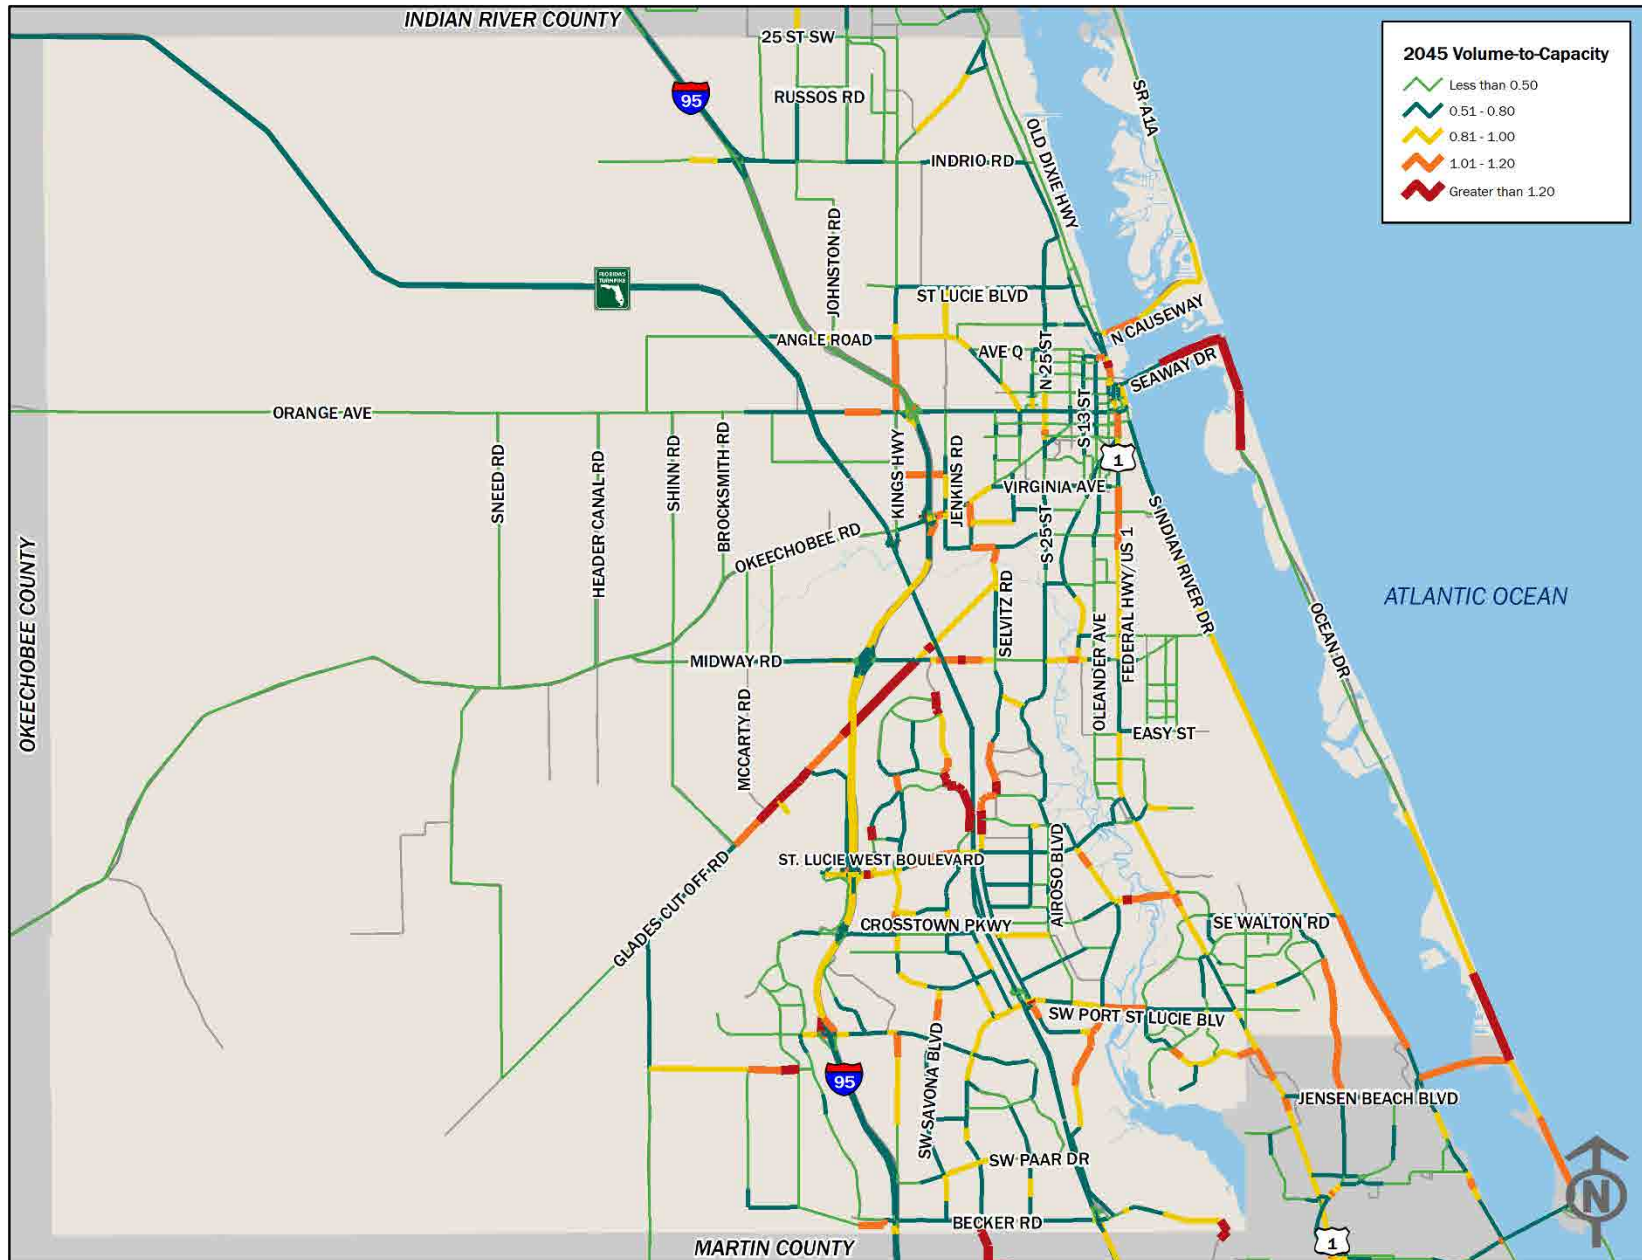 INDIAN RIVER COUNTY
25 ST SW
2045 Volume-to-Capacity
Less than 0.50
0.51 - 0.80
0.81 - 1.00
1.01 - 1.20
Greater than 1.20
95
RUSSOS RD
SR A1A
OLD DIXIE HWY
INDRIO RD
JOHNSTON RD
FLORIDA'S
TURNPIKE
ST LUCIE BLVD
N CAUSEWAY
ANGLE ROAD
AVE Q
N 25 ST
SEAWAY DR
ORANGE AVE
S 13 ST
SNEED RD
HEADER CANAL RD
SHINN RD
BROCKSMITH RD
KINGS HWY
JENKINS RD
1
VIRGINIA AVE
S 25 ST
S INDIAN RIVER DR
OKEECHOBEE RD
OKEECHOBEE COUNTY
SELVITZ RD
OLEANDER AVE
FEDERAL HWY/US 1
ATLANTIC OCEAN
OCEAN DR
MIDWAY RD
MCCARTY RD
EASY ST
ST. LUCIE WEST BOULEVARD
AIROSO BLVD
GLADES CUT OFF RD
CROSSTOWN PKWY
SE WALTON RD
SW PORT ST LUCIE BLV
SW SAVONA BLVD
95
JENSEN BEACH BLVD
SW PAAR DR
N
BECKER RD
1
MARTIN COUNTY